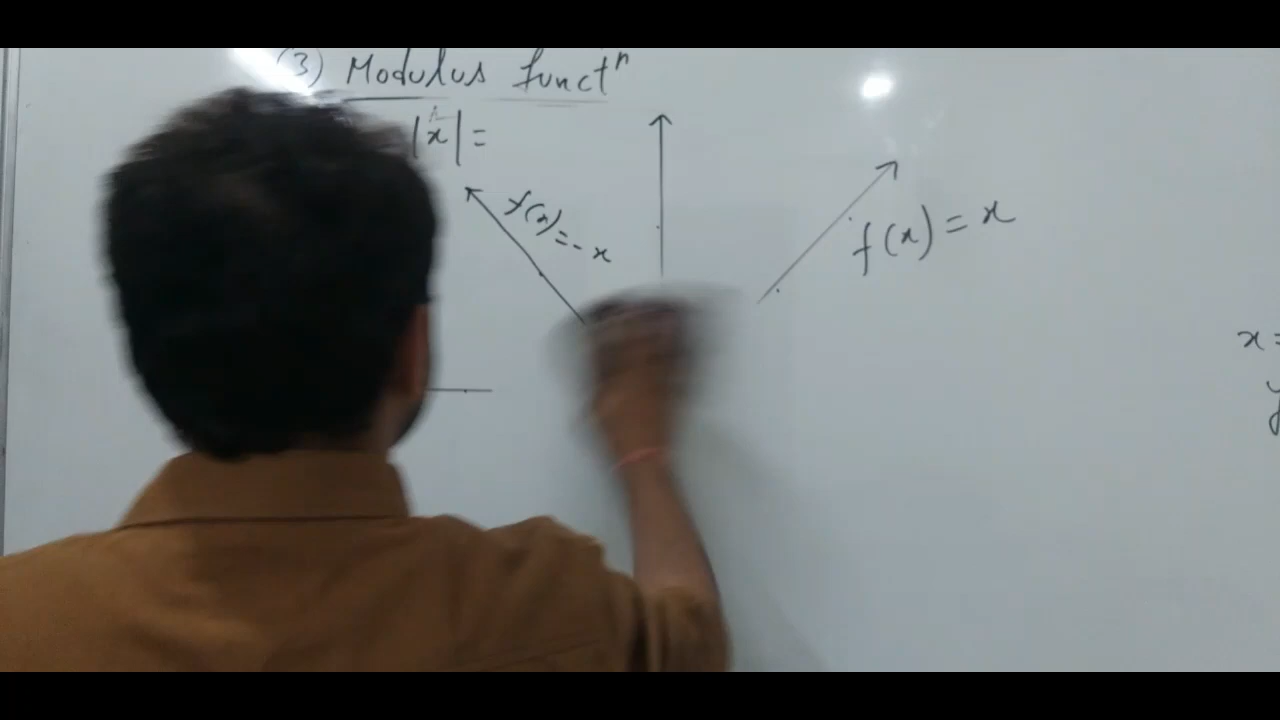 (3) Modulus functⁿ
|x| =
f(x) = - x
f(x) = x
x =
y